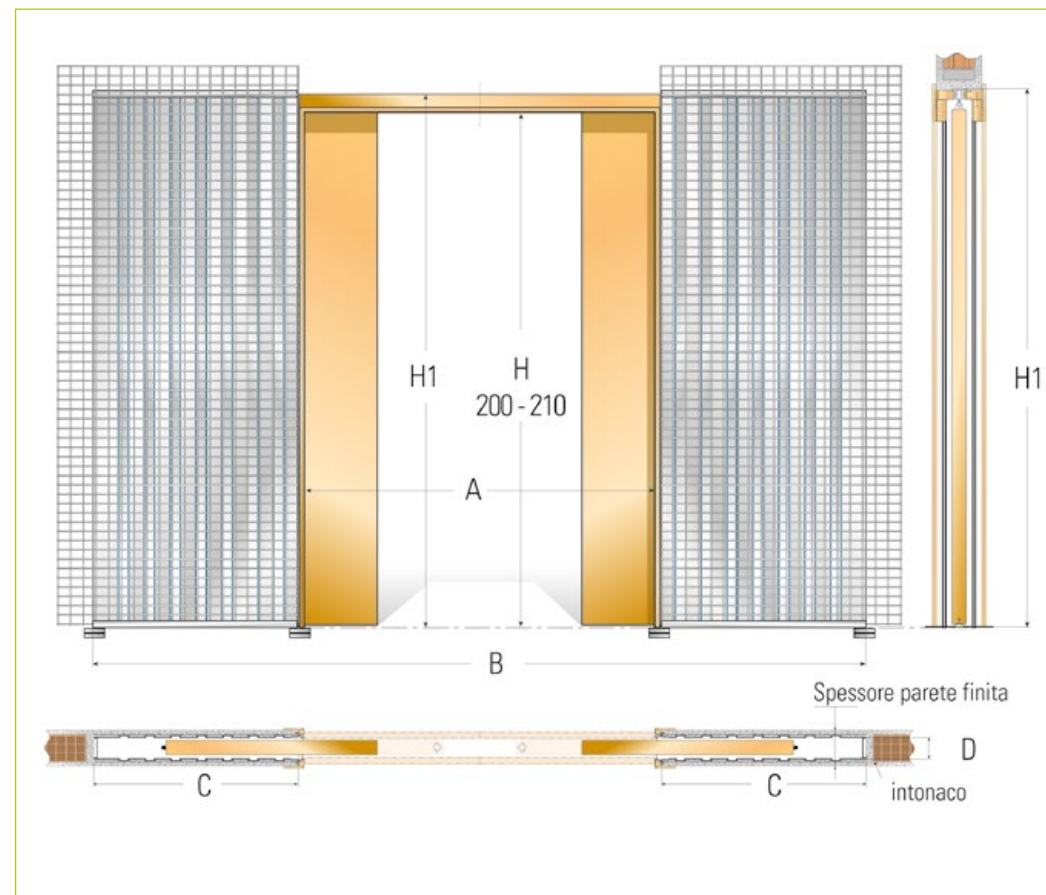 H1
H
200 - 210
H1
A
B
Spessore parete finita
D
C
C
intonaco